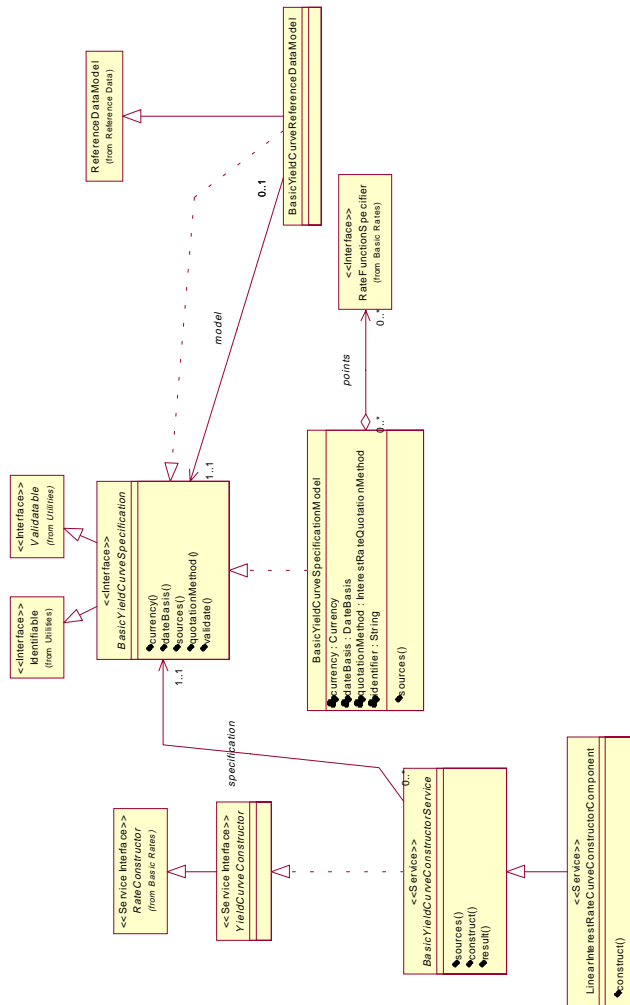 <<Service Interface>>
RateConstructor
(from Basic Rates)
<<Interface>>
Identifiable
(from Utilities)
<<Interface>>
Validatable
(from Utilities)
ReferenceDataModel
(from Reference Data)
<<Service Interface>>
YieldCurveConstructor
<<Interface>>
BasicYieldCurveSpecification
currency()
dateBasis()
sources()
quotationMethod()
validate()
1..1
1..1
specification
model
0..1
BasicYieldCurveReferenceDataModel
<<Interface>>
RateFunctionSpecifier
(from Basic Rates)
0..*
points
0..*
BasicYieldCurveSpecificationModel
currency : Currency
dateBasis : DateBasis
quotationMethod : InterestRateQuotationMethod
identifier : String
sources()
0..*
<<Service>>
BasicYieldCurveConstructorService
sources()
construct()
result()
<<Service>>
LinearInterestRateCurveConstructorComponent
construct()